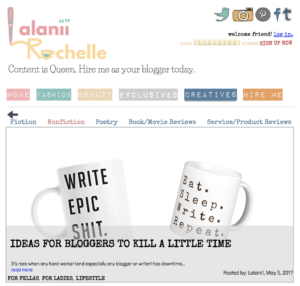 Lalanii
Rochelle
welcome friend! log in.
SIGN UP NOW
Content is Queen. Hire me as your blogger today.
HOME FASHION BEAUTY EXCLUSIVES CREATIVES HIRE ME
Fiction Nonfiction Poetry Book/Movie Reviews Service/Product Reviews
WRITE
EPIC
SHIT.
Eat.
Sleep.
Write.
Repeat.
IDEAS FOR BLOGGERS TO KILL A LITTLE TIME
It's rare when any hard worker (and especially any blogger or writer) has downtime...
read more
Posted by: Lalanii, May 5, 2017
FOR FELLAS, FOR LADIES, LIFESTYLE